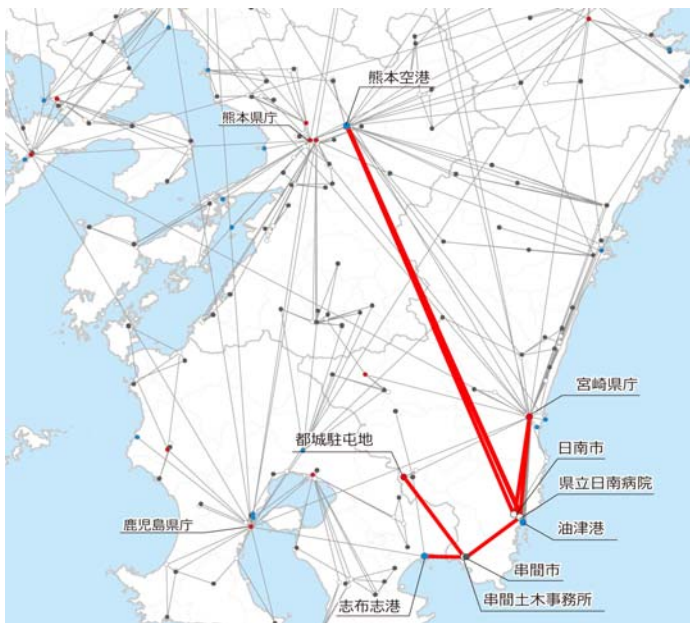 熊本空港
熊本県庁
宮崎県庁
都城駐屯地
日南市
県立日南病院
鹿児島県庁
油津港
串間市
志布志港
串間土木事務所